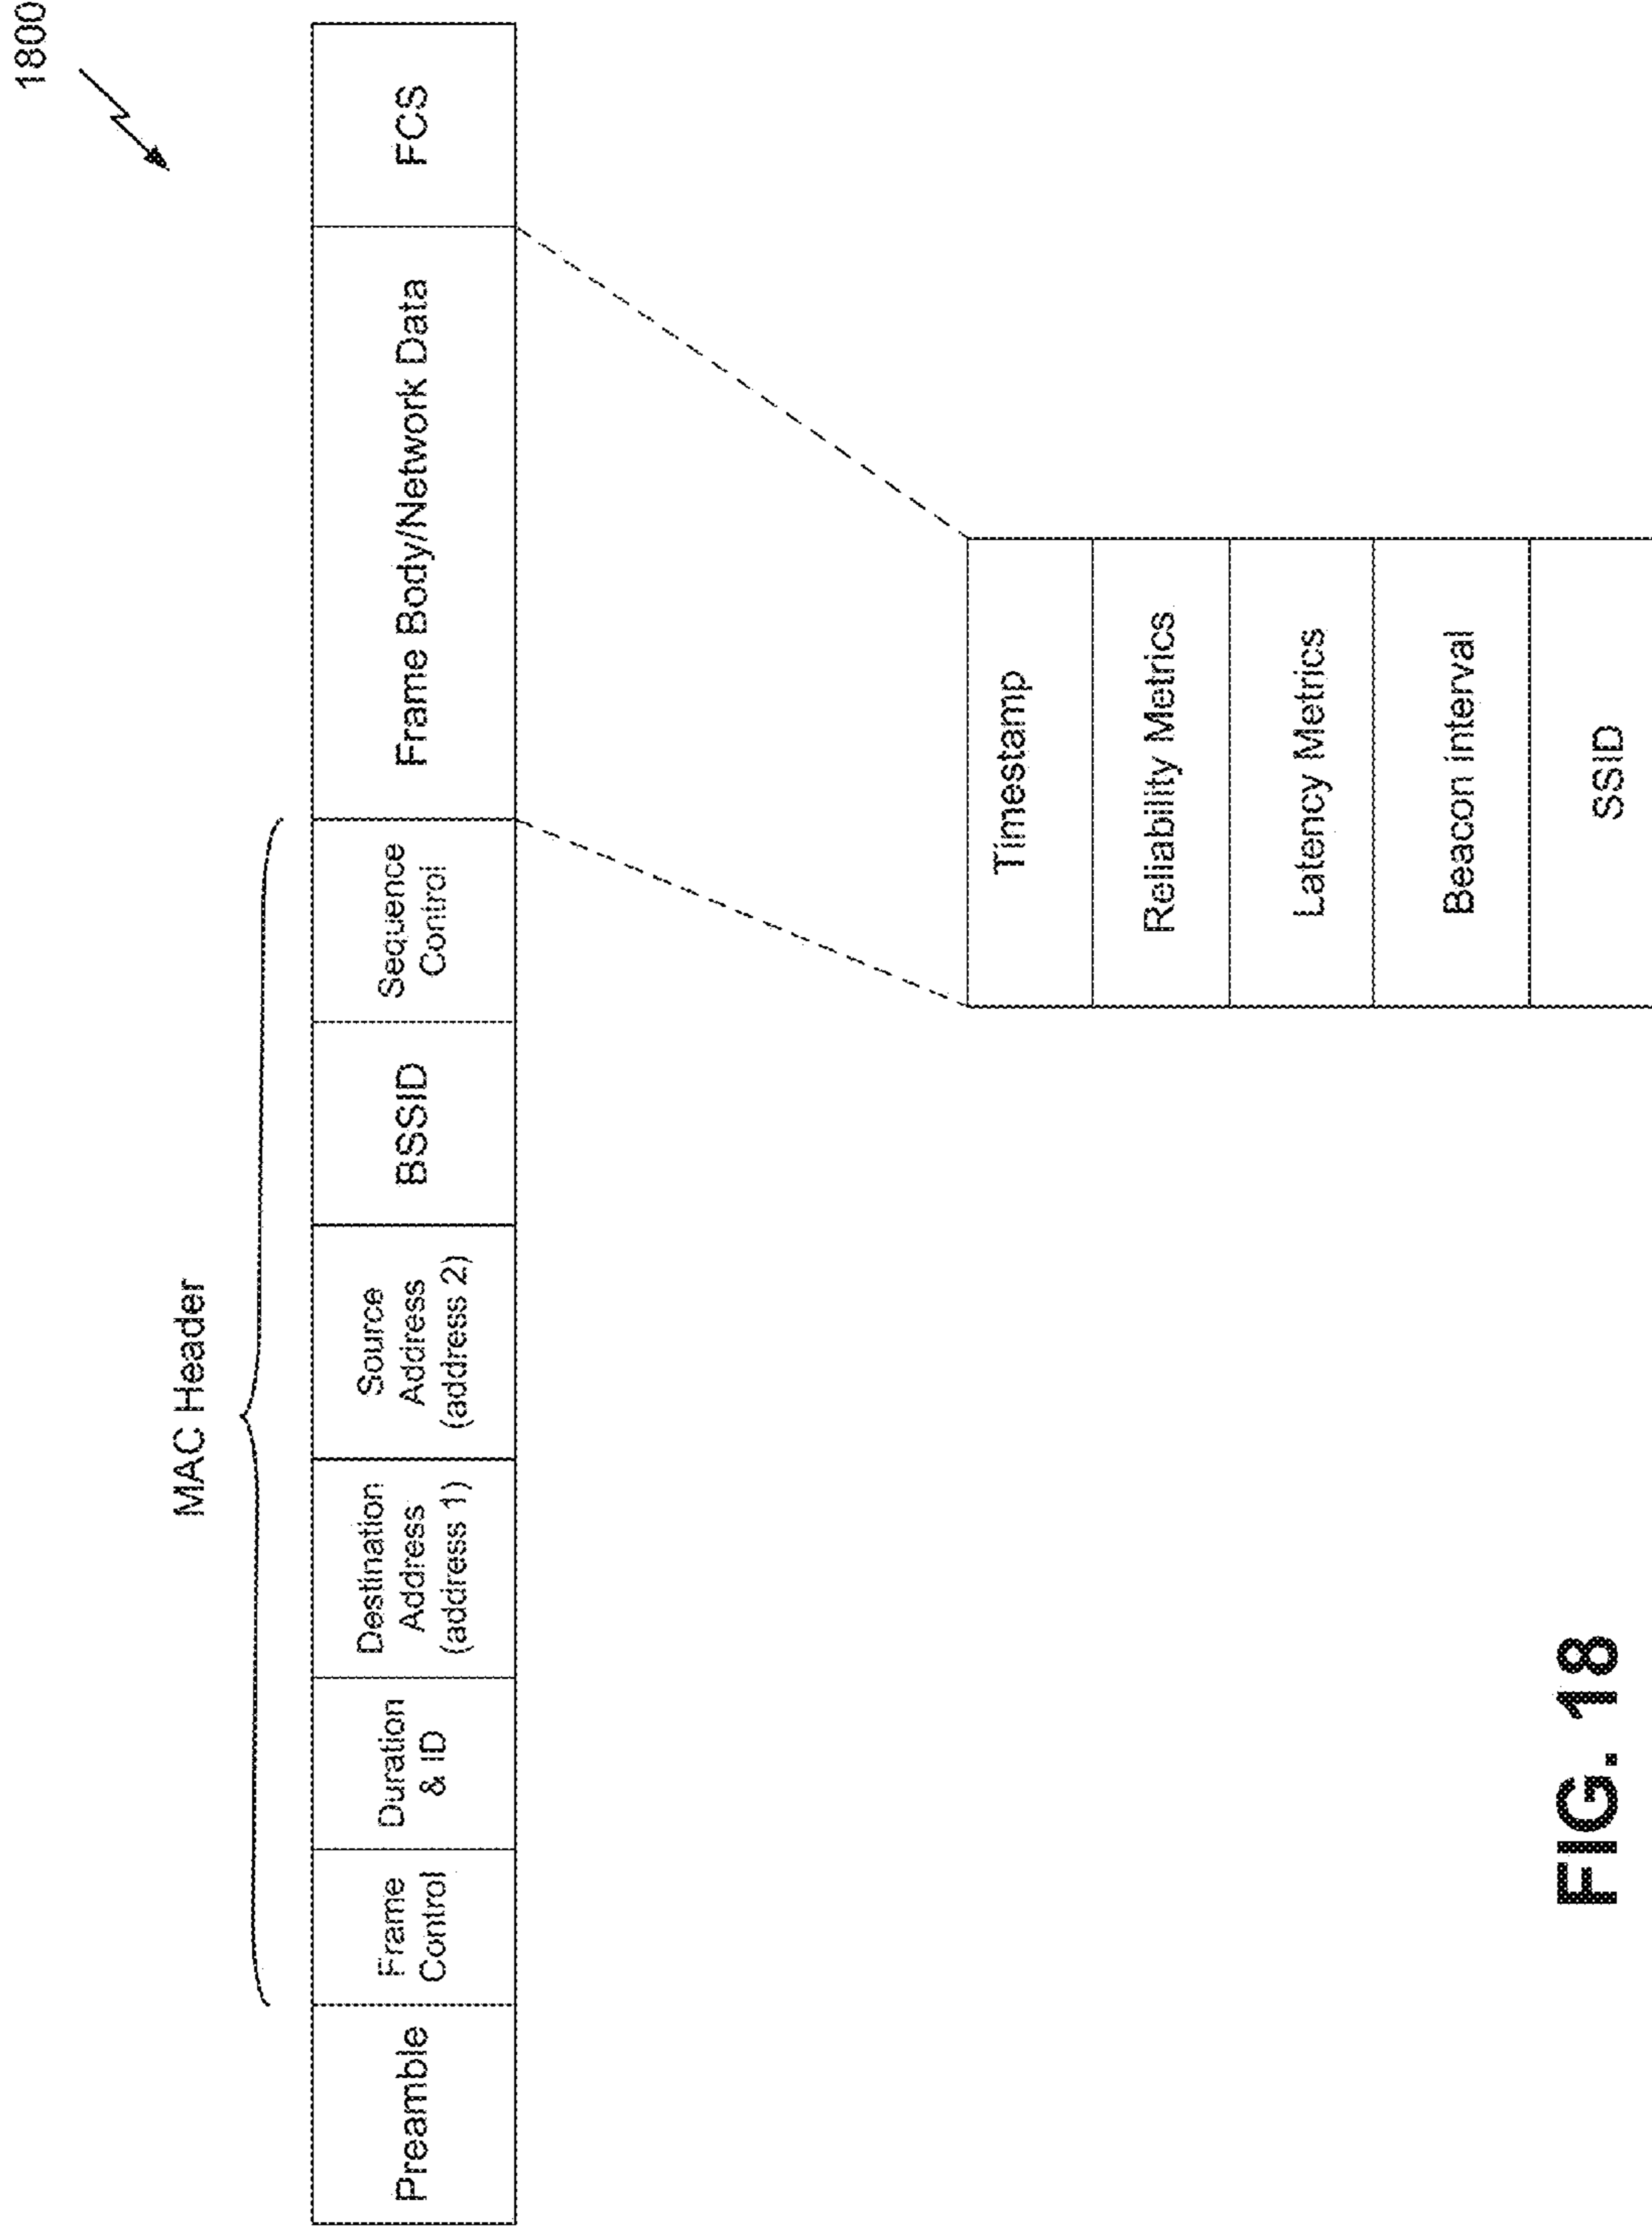 1800
MAC Header
Preamble
Frame
Control
Duration
& ID
Destination
Address
(address 1)
Source
Address
(address 2)
BSSID
Sequence
Control
Frame Body/Network Data
FCS
Timestamp
Reliability Metrics
Latency Metrics
Beacon interval
SSID
FIG. 18